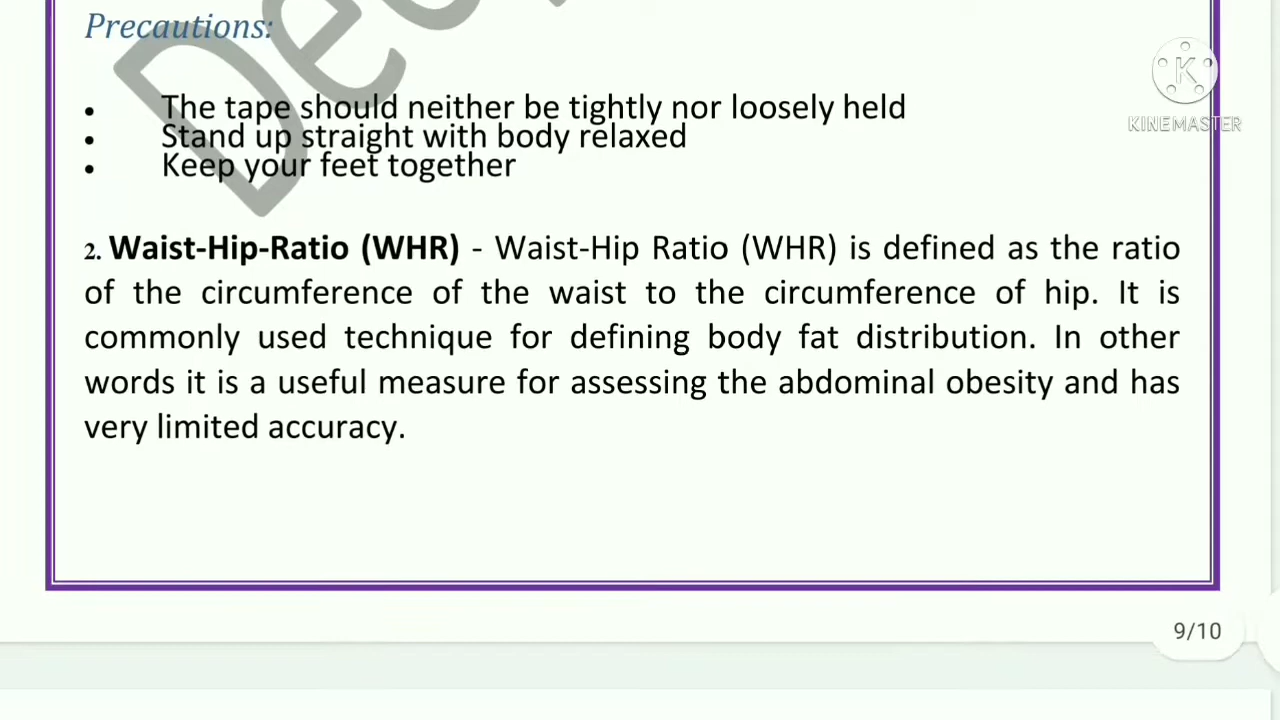 Precautions:
• The tape should neither be tightly nor loosely held
• Stand up straight with body relaxed
• Keep your feet together
2. Waist-Hip-Ratio (WHR) - Waist-Hip Ratio (WHR) is defined as the ratio
of the circumference of the waist to the circumference of hip. It is
commonly used technique for defining body fat distribution. In other
words it is a useful measure for assessing the abdominal obesity and has
very limited accuracy.
9/10
K
KINEMASTER